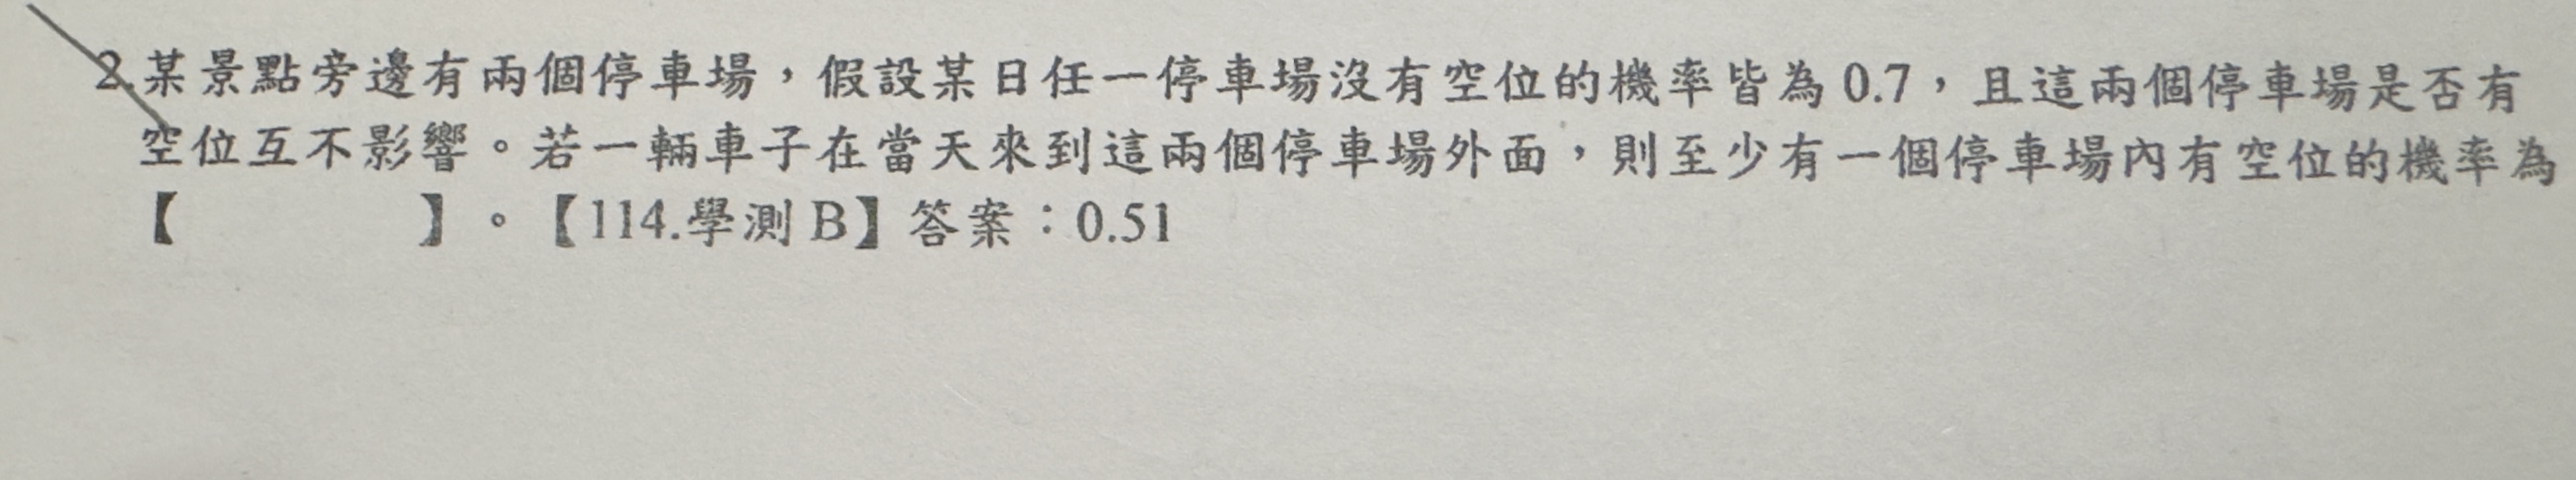 2.某景點旁邊有兩個停車場，假設某日任一停車場沒有空位的機率皆為 0.7，且這兩個停車場是否有
空位互不影響。若一輛車子在當天來到這兩個停車場外面，則至少有一個停車場內有空位的機率為
【　　　　】。【114.學測 B】答案：0.51